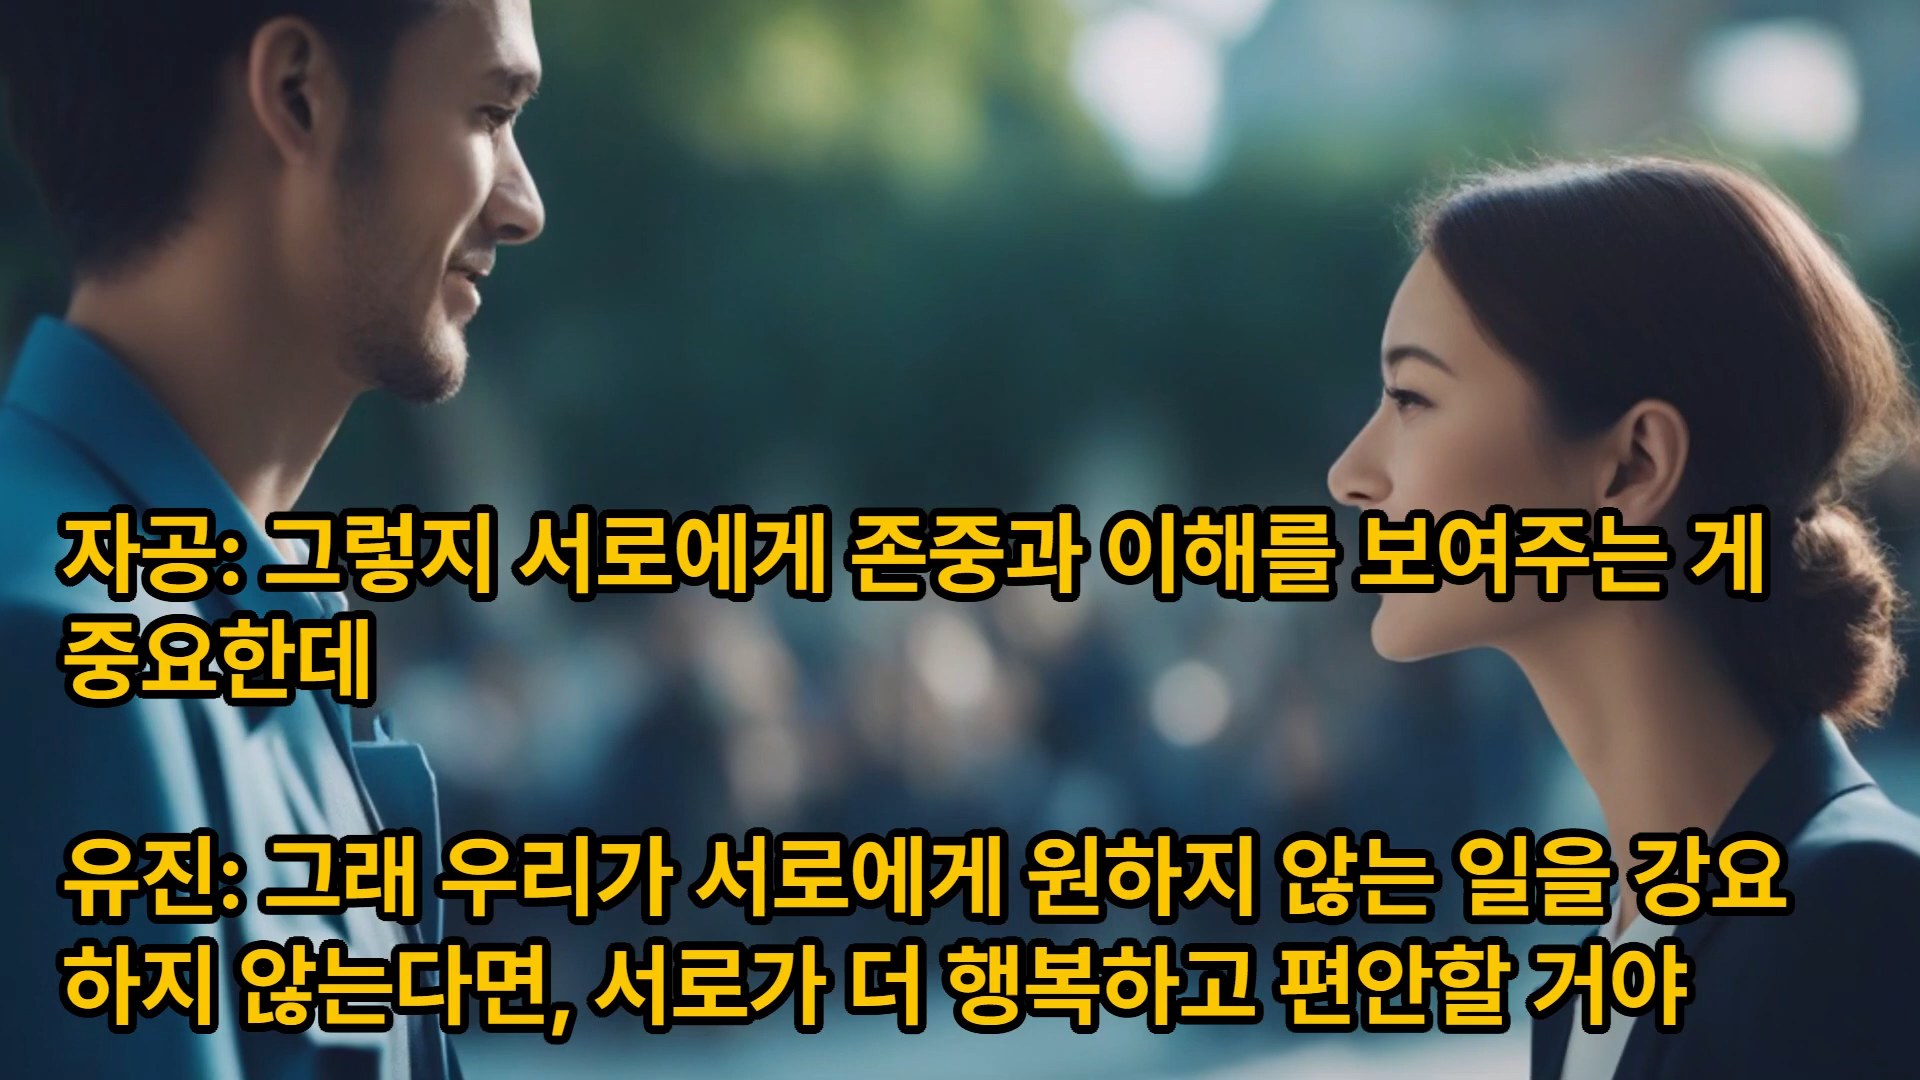 자공: 그렇지 서로에게 존중과 이해를 보여주는 게
중요한데
유진: 그래 우리가 서로에게 원하지 않는 일을 강요
하지 않는다면, 서로가 더 행복하고 편안할 거야